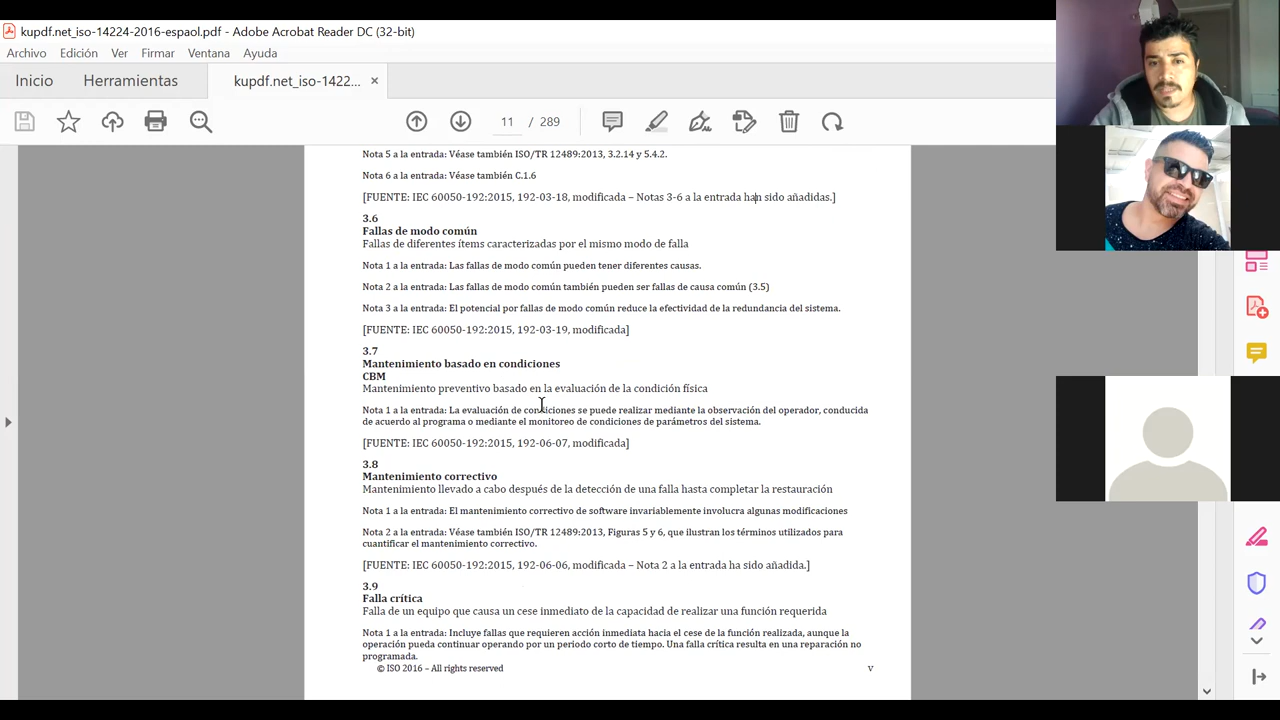 kupdf.net_iso-14224-2016-espaol.pdf - Adobe Acrobat Reader DC (32-bit)
Archivo Edición Ver Firmar Ventana Ayuda
Inicio Herramientas kupdf.net_iso-1422... ×
11 / 289
Nota 5 a la entrada: Véase también ISO/TR 12489:2013, 3.2.14 y 5.4.2.
Nota 6 a la entrada: Véase también C.1.6
[FUENTE: IEC 60050-192:2015, 192-03-18, modificada – Notas 3-6 a la entrada han sido añadidas.]
3.6
Fallas de modo común
Fallas de diferentes ítems caracterizadas por el mismo modo de falla
Nota 1 a la entrada: Las fallas de modo común pueden tener diferentes causas.
Nota 2 a la entrada: Las fallas de modo común también pueden ser fallas de causa común (3.5)
Nota 3 a la entrada: El potencial por fallas de modo común reduce la efectividad de la redundancia del sistema.
[FUENTE: IEC 60050-192:2015, 192-03-19, modificada]
3.7
Mantenimiento basado en condiciones
CBM
Mantenimiento preventivo basado en la evaluación de la condición física
Nota 1 a la entrada: La evaluación de condiciones se puede realizar mediante la observación del operador, conducida
de acuerdo al programa o mediante el monitoreo de condiciones de parámetros del sistema.
[FUENTE: IEC 60050-192:2015, 192-06-07, modificada]
3.8
Mantenimiento correctivo
Mantenimiento llevado a cabo después de la detección de una falla hasta completar la restauración
Nota 1 a la entrada: El mantenimiento correctivo de software invariablemente involucra algunas modificaciones
Nota 2 a la entrada: Véase también ISO/TR 12489:2013, Figuras 5 y 6, que ilustran los términos utilizados para
cuantificar el mantenimiento correctivo.
[FUENTE: IEC 60050-192:2015, 192-06-06, modificada – Nota 2 a la entrada ha sido añadida.]
3.9
Falla crítica
Falla de un equipo que causa un cese inmediato de la capacidad de realizar una función requerida
Nota 1 a la entrada: Incluye fallas que requieren acción inmediata hacia el cese de la función realizada, aunque la
operación pueda continuar operando por un periodo corto de tiempo. Una falla crítica resulta en una reparación no
programada.
© ISO 2016 – All rights reserved v